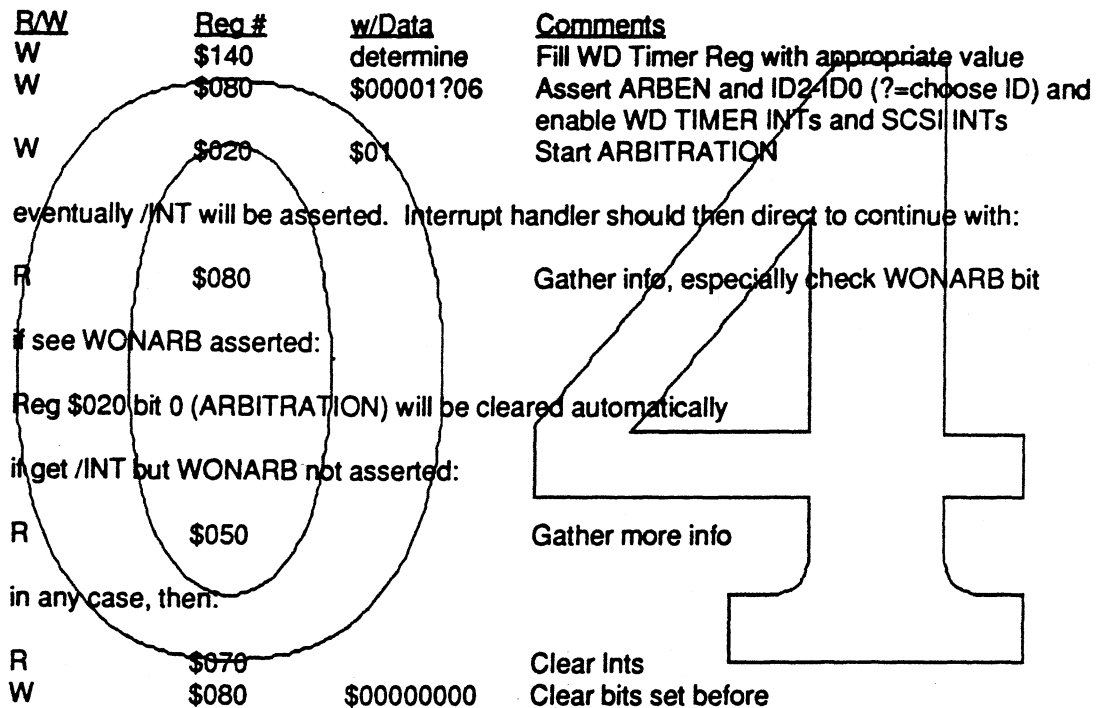 R/W Reg # w/Data Comments
W $140 determine Fill WD Timer Reg with appropriate value
W $080 $00001?06 Assert ARBEN and ID2-ID0 (?=choose ID) and
enable WD TIMER INTs and SCSI INTs
W $020 $01 Start ARBITRATION
eventually /INT will be asserted. Interrupt handler should then direct to continue with:
R $080 Gather info, especially check WONARB bit
if see WONARB asserted:
Reg $020 bit 0 (ARBITRATION) will be cleared automatically
if get /INT but WONARB not asserted:
R $050 Gather more info
in any case, then:
R $070 Clear Ints
W $080 $00000000 Clear bits set before
04